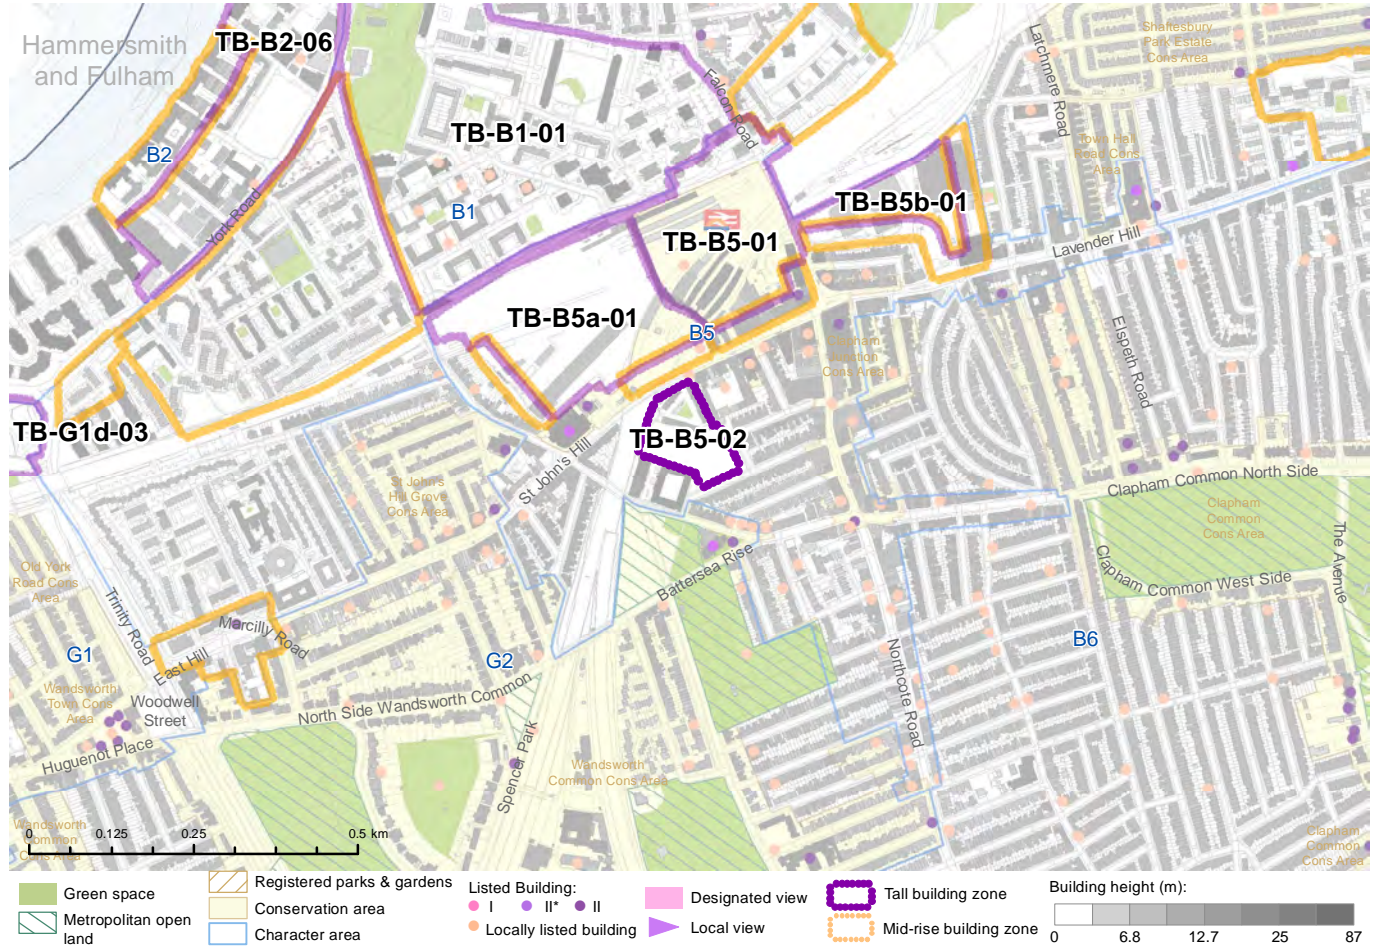 Hammersmith
and Fulham
TB-B2-06
Shaftesbury
Park Estate
Cons Area
Latchmere Road
Falcon Road
TB-B1-01
B2
Town Hall
Road Cons
Area
B1
York Road
TB-B5b-01
TB-B5-01
Lavender Hill
TB-B5a-01
B5
Clapham
Junction
Cons Area
Elspeth Road
TB-G1d-03
TB-B5-02
St John's Hill
St John's
Hill Grove
Cons Area
Clapham Common North Side
Clapham
Common
Cons Area
The Avenue
Clapham Common West Side
Battersea Rise
Old York
Road Cons
Area
Trinity Road
Marcilly Road
East Hill
G1
G2
B6
Northcote Road
Wandsworth
Town Cons
Area
Woodwell
Street
North Side Wandsworth Common
Huguenot Place
Spencer Park
Wandsworth
Common Cons Area
Wandsworth
Common
Cons Area
Clapham
Common
Cons Area
0 0.125 0.25 0.5 km
Green space
Metropolitan open
land
Registered parks & gardens
Conservation area
Character area
Listed Building:
I II* II
Locally listed building
Designated view
Local view
Tall building zone
Mid-rise building zone
Building height (m):
0 6.8 12.7 25 87